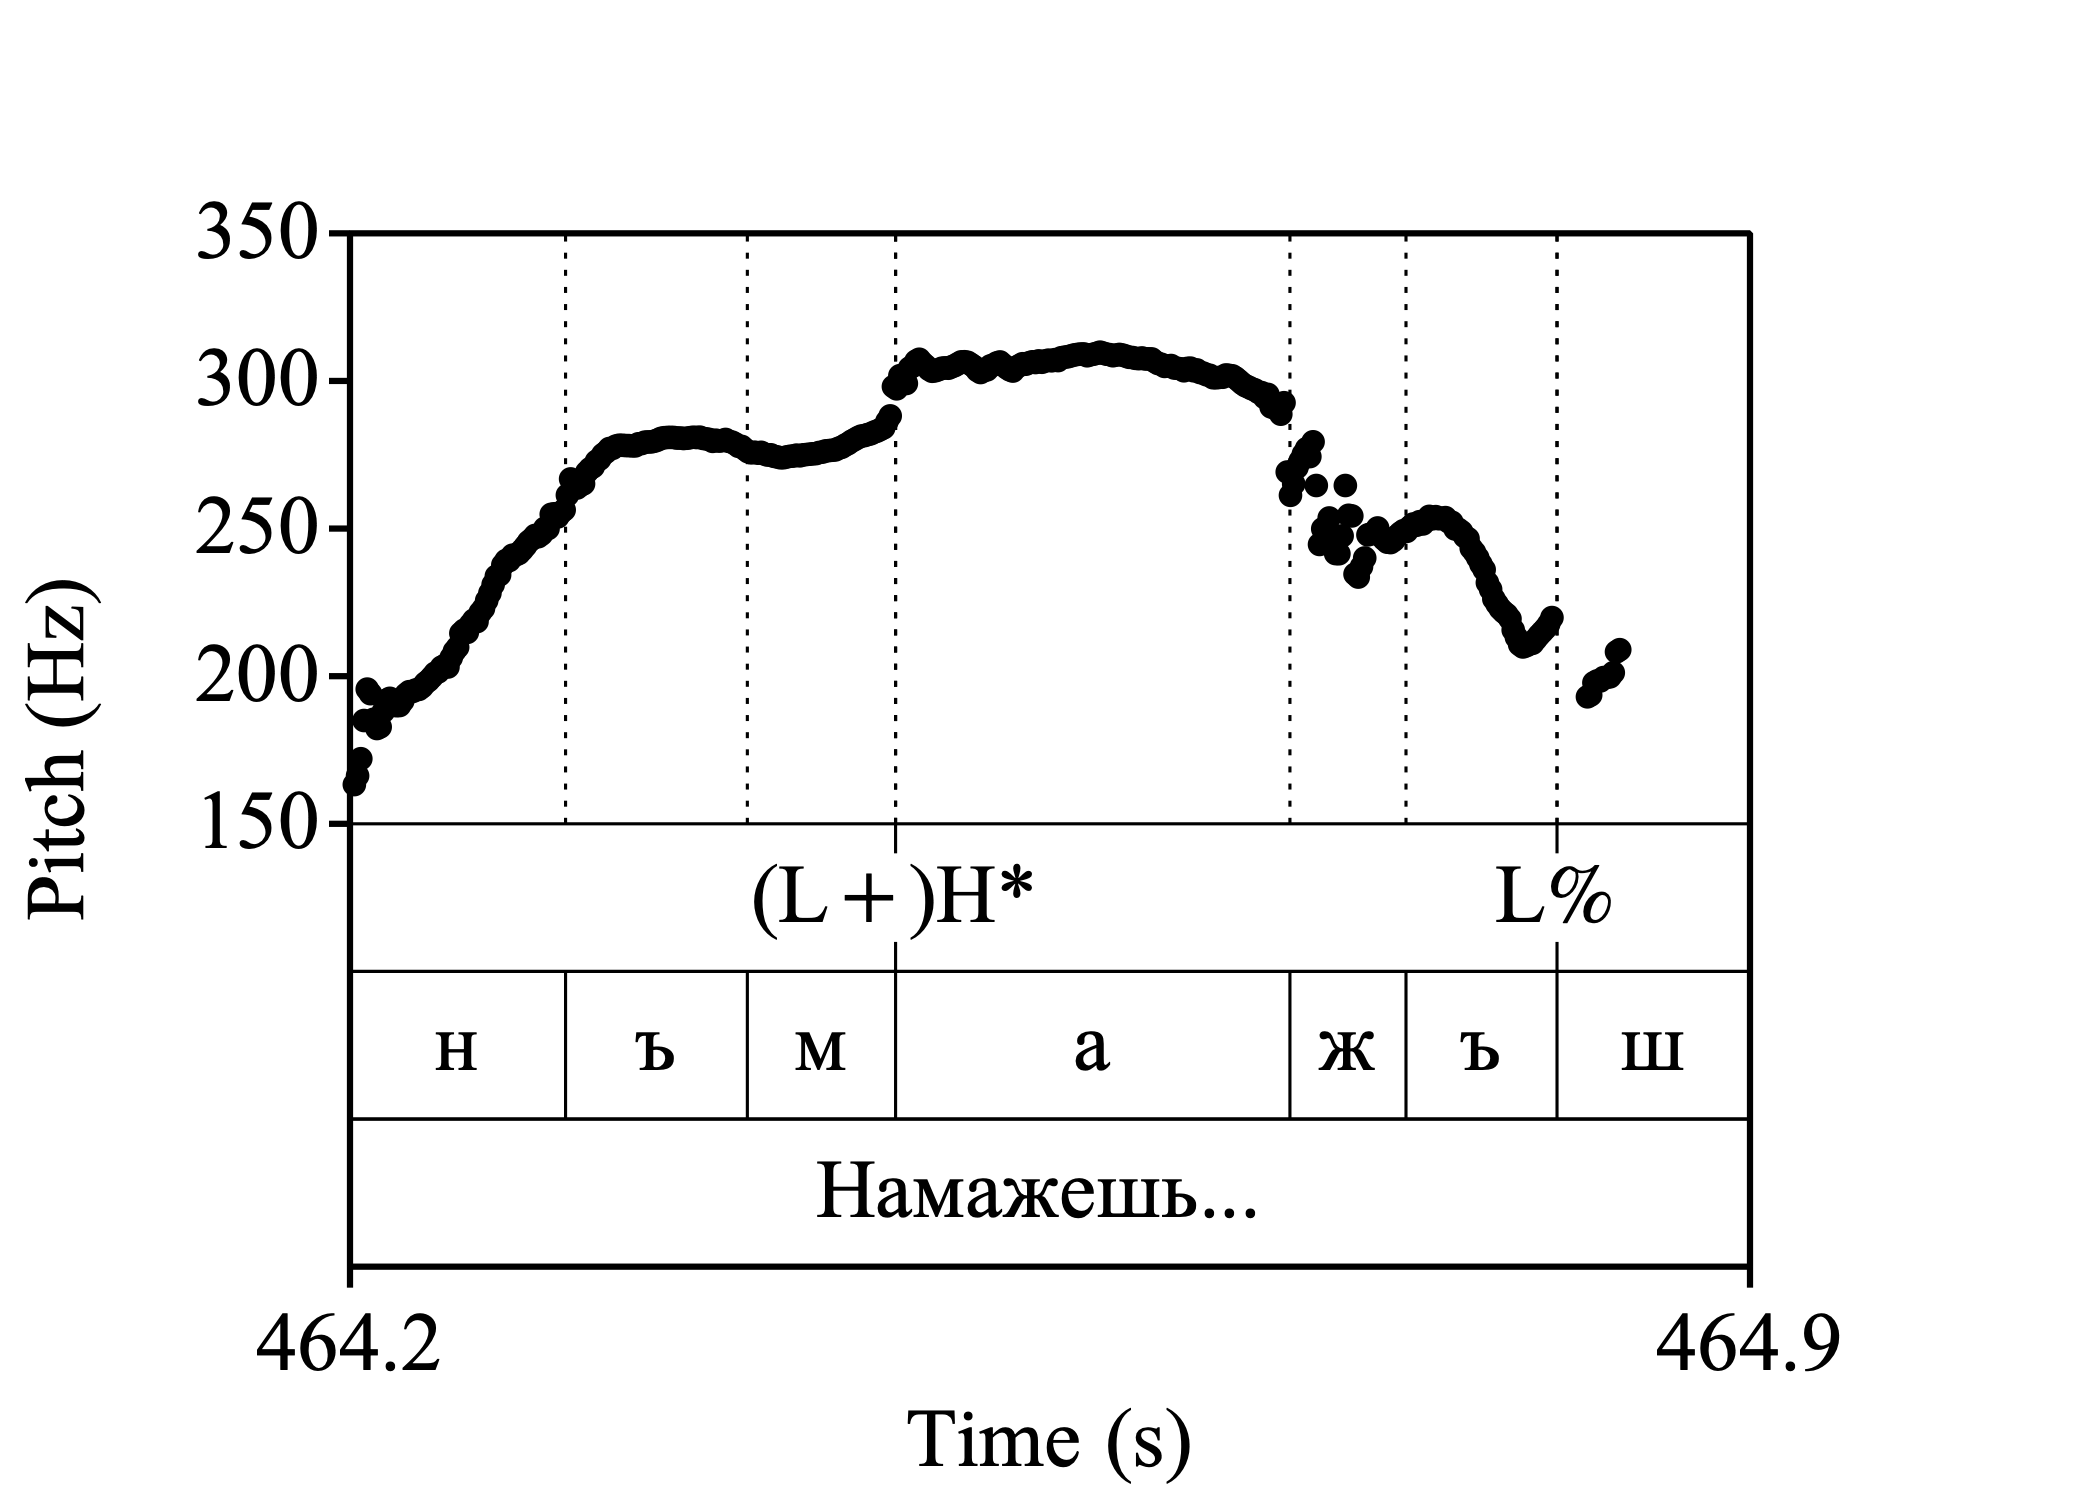 350
300
250
200
150
Pitch (Hz)
(L+)H* L%
н ъ м а ж ъ ш
Намажешь...
464.2 464.9
Time (s)